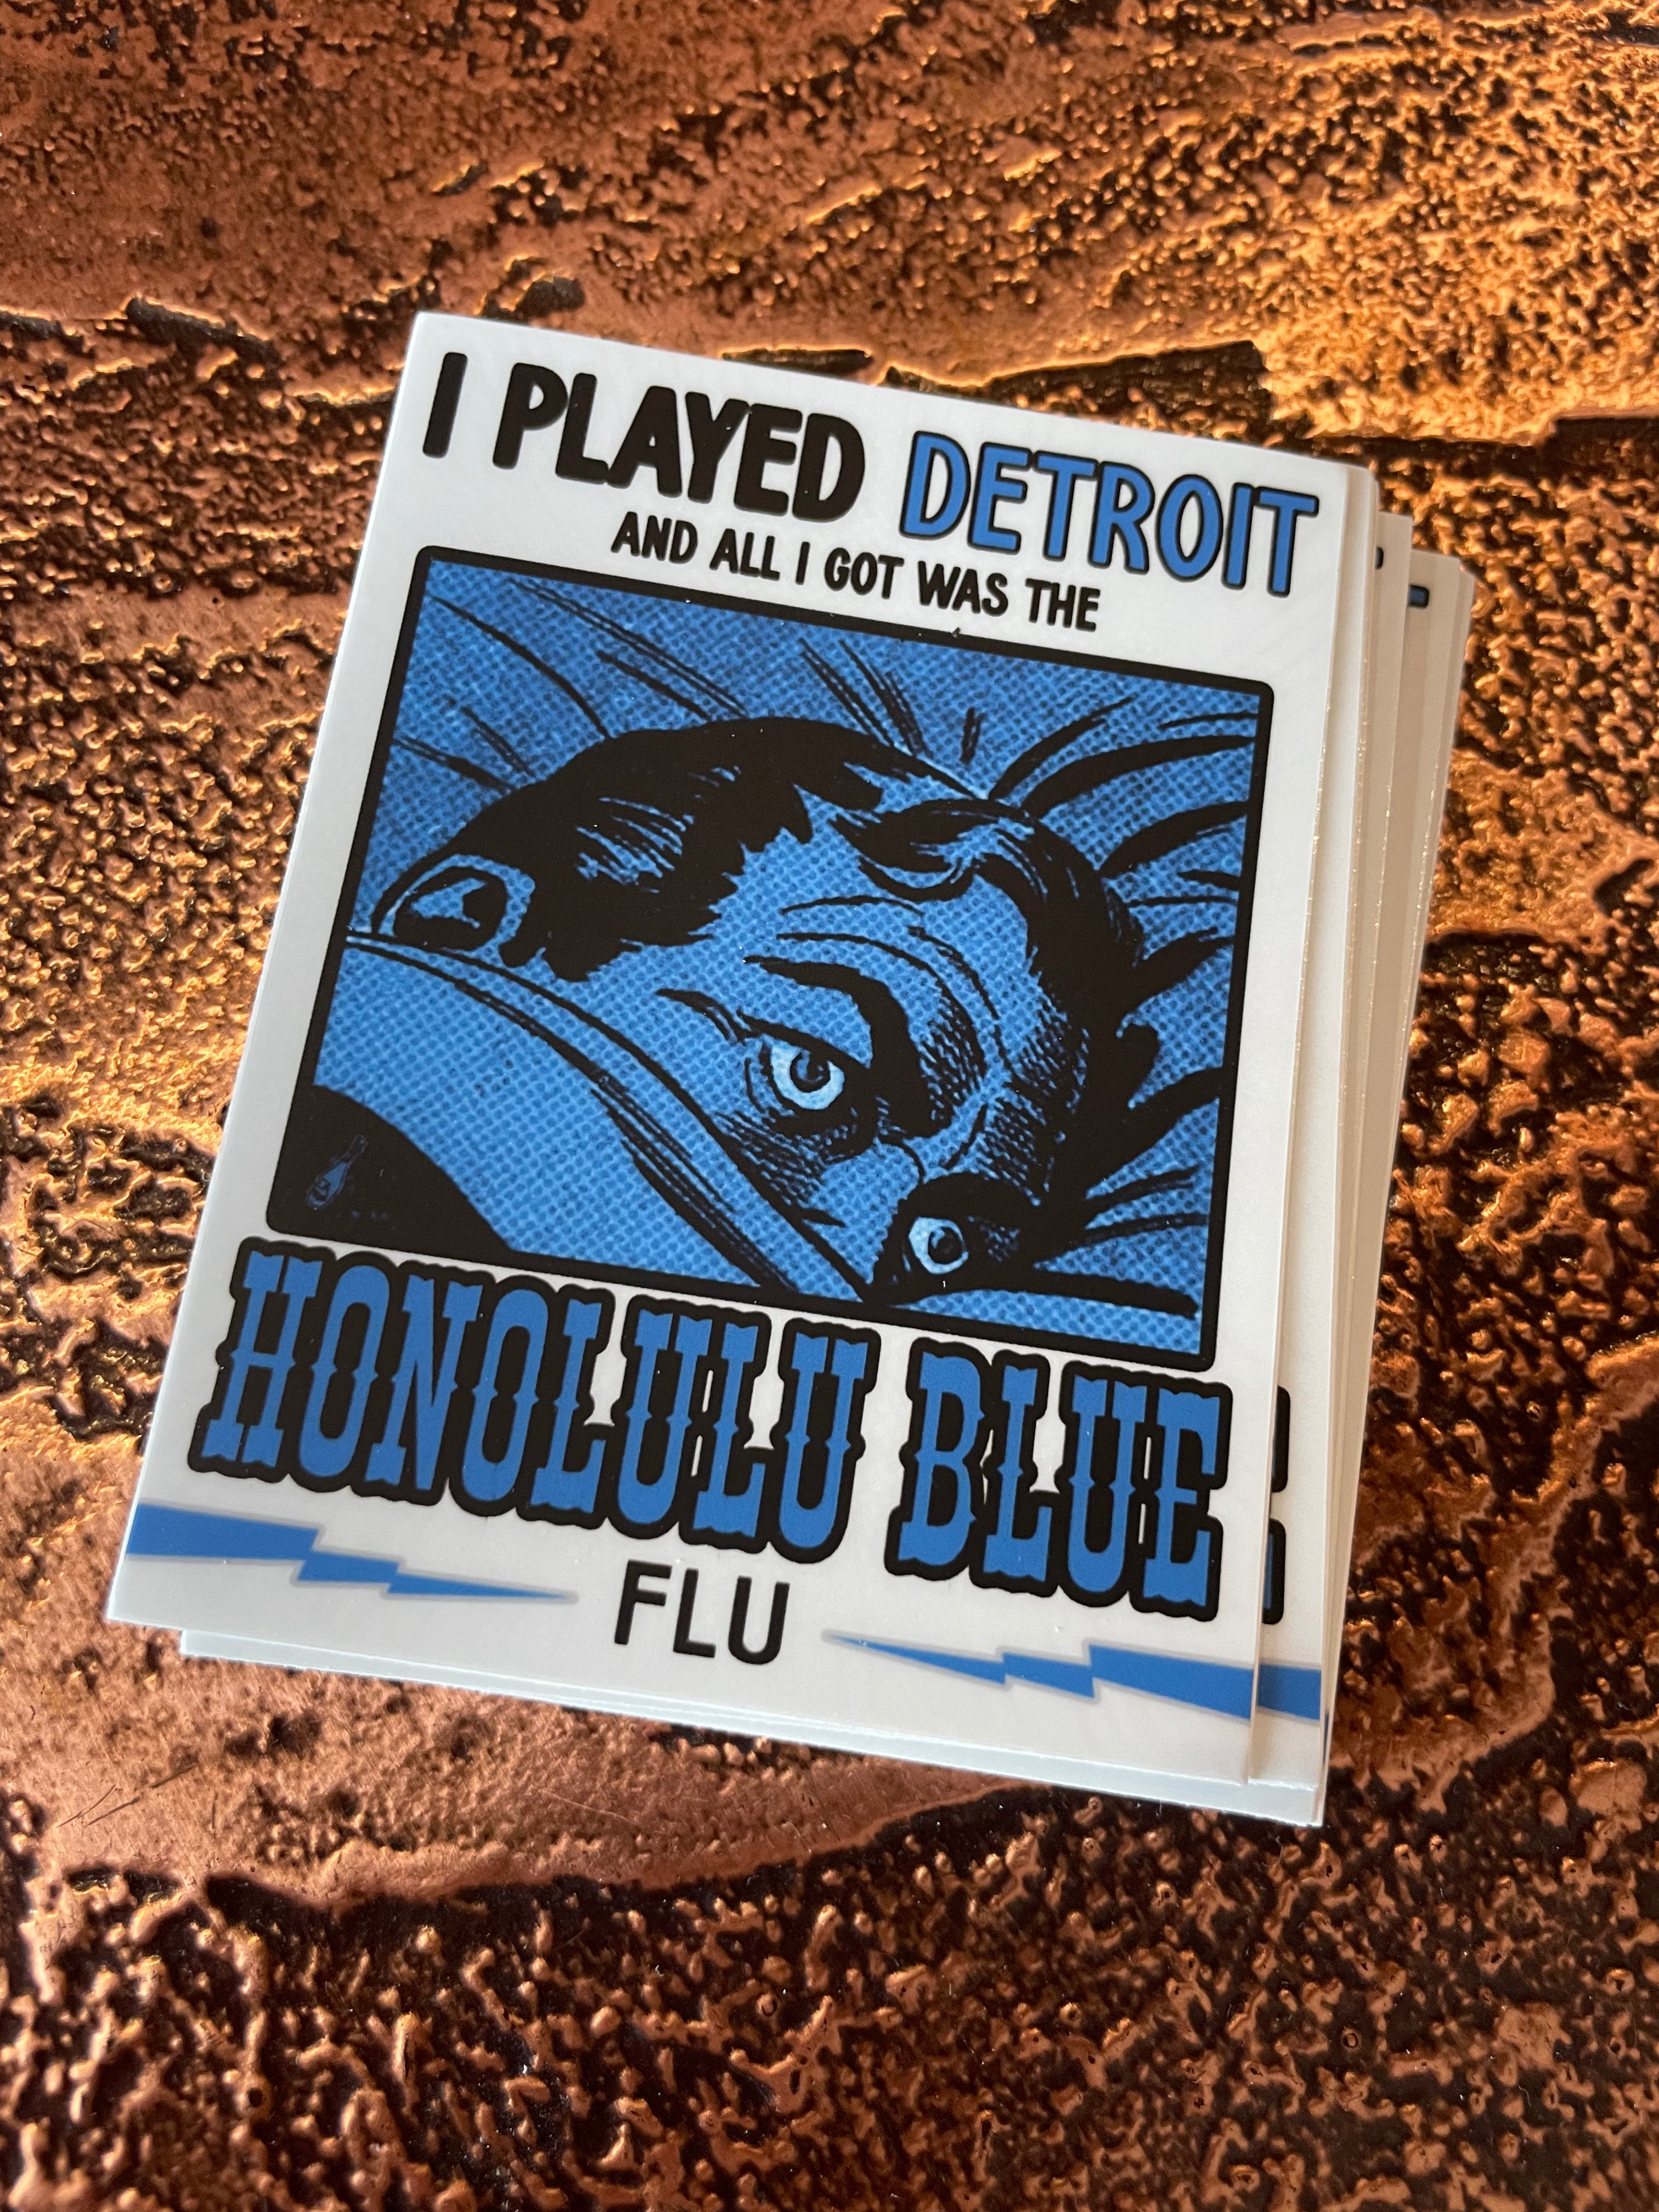 I PLAYED DETROIT
AND ALL I GOT WAS THE
HONOLULU BLUE
FLU